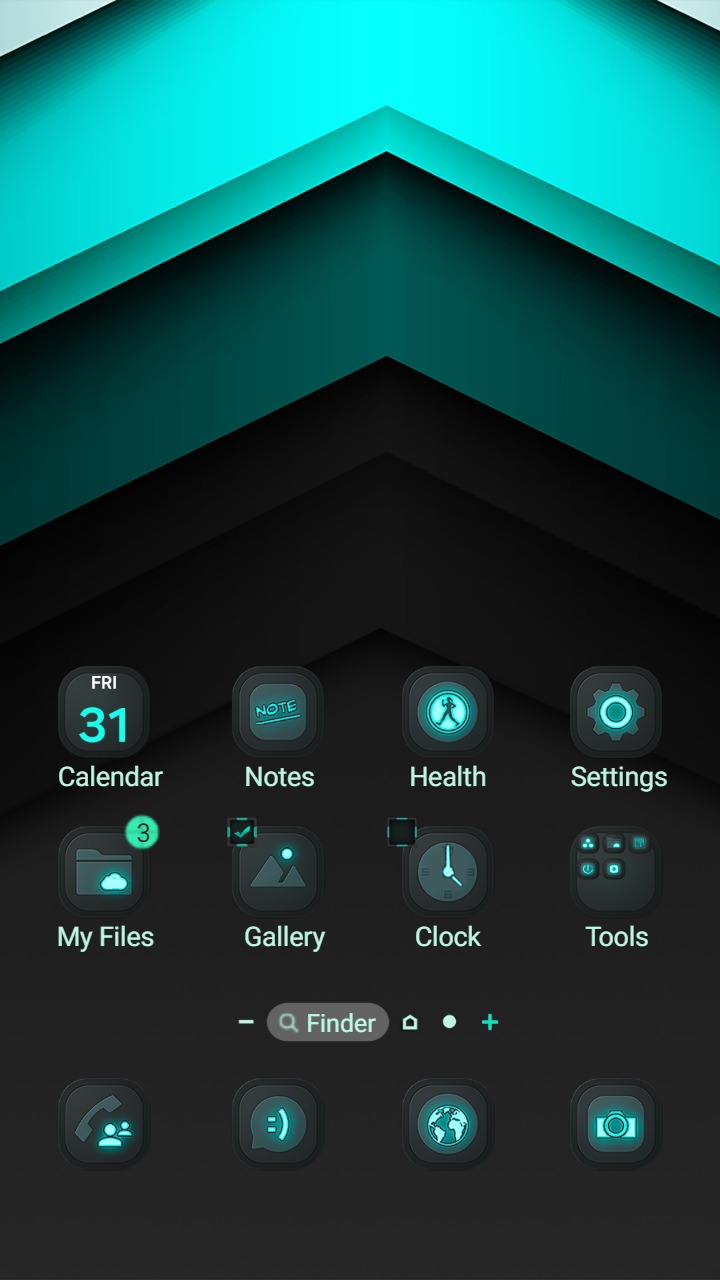 FRI
31
NOTE
Calendar
Notes
Health
Settings
3
My Files
Gallery
Clock
Tools
Finder